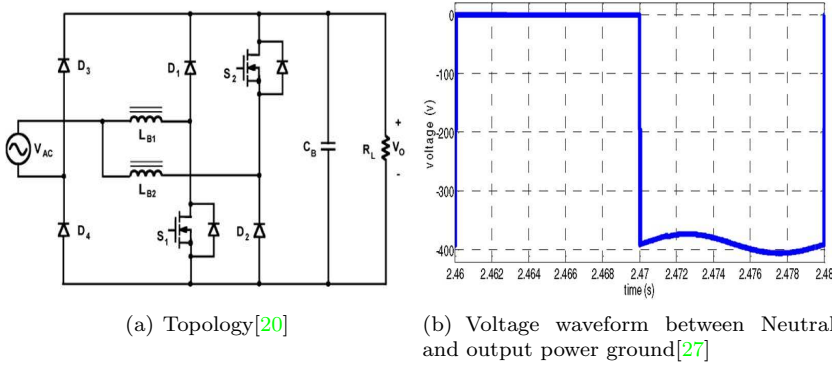 D3
D1
S2
VAC
LB1
LB2
CB
RL
+
VO
-
D4
S1
D2
0
-100
-200
-300
-400
voltage (v)
2.46 2.462 2.464 2.466 2.468 2.47 2.472 2.474 2.476 2.478 2.48
time (s)
(a) Topology[20]
(b) Voltage waveform between Neutral
and output power ground[27]